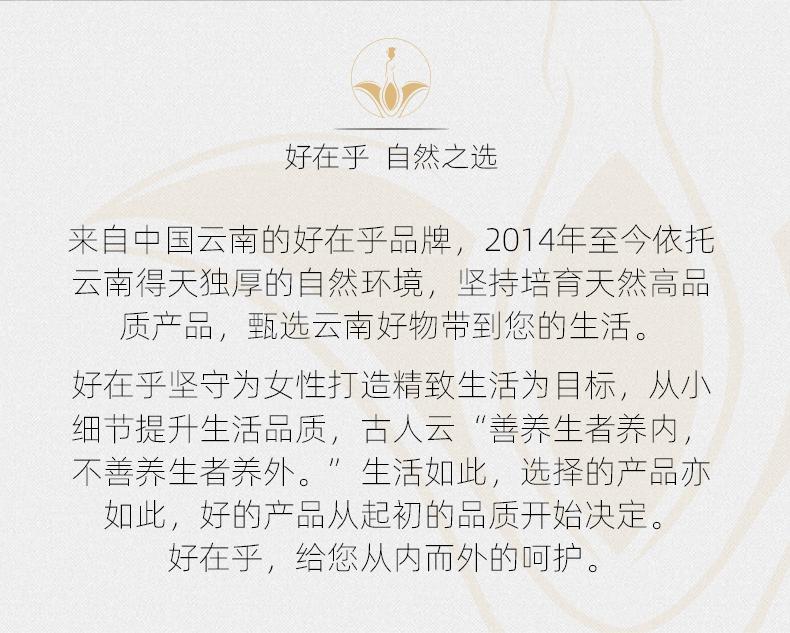 好在乎 自然之选
来自中国云南的好在乎品牌，2014年至今依托
云南得天独厚的自然环境，坚持培育天然高品
质产品，甄选云南好物带到您的生活。
好在乎坚守为女性打造精致生活为目标，从小
细节提升生活品质，古人云“善养生者养内，
不善养生者养外。” 生活如此，选择的产品亦
如此，好的产品从起初的品质开始决定。
好在乎，给您从内而外的呵护。